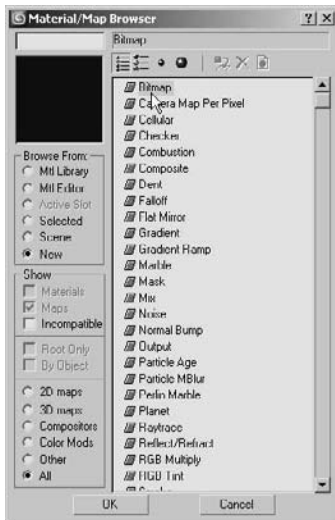 Material/Map Browser
Bitmap
Bitmap
Camera Map Per Pixel
Cellular
Checker
Combustion
Composite
Dent
Falloff
Flat Mirror
Gradient
Gradient Ramp
Marble
Mask
Mix
Noise
Normal Bump
Output
Particle Age
Particle MBlur
Perlin Marble
Planet
Raytrace
Reflect/Refract
RGB Multiply
RGB Tint
Smoke
Browse From:
Mtl Library
Mtl Editor
Active Slot
Selected
Scene
New
Show
Materials
Maps
Incompatible
Root Only
By Object
2D maps
3D maps
Compositors
Color Mods
Other
All
OK
Cancel